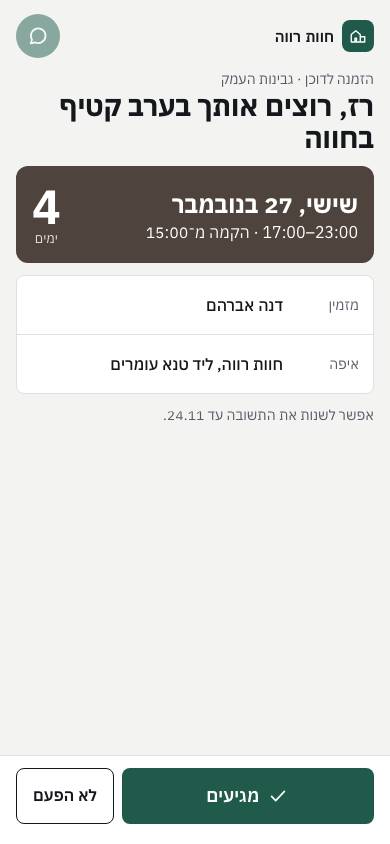 חוות רווה
הזמנה לדוכן · גבינות העמק
רז, רוצים אותך בערב קטיף
בחווה
שישי, 27 בנובמבר
17:00–23:00 · הקמה מ־15:00
4
ימים
מזמין
דנה אברהם
איפה
חוות רווה, ליד טנא עומרים
אפשר לשנות את התשובה עד 24.11.
מגיעים
לא הפעם